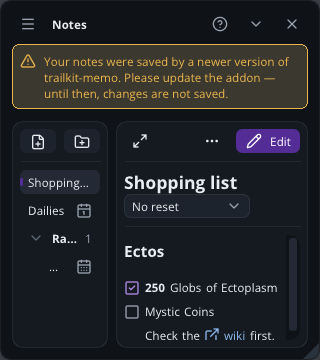 Notes
Your notes were saved by a newer version of
trailkit-memo. Please update the addon —
until then, changes are not saved.
Edit
Shopping...
Dailies
Ra... 1
...
Shopping list
No reset
Ectos
250 Globs of Ectoplasm
Mystic Coins
Check the wiki first.